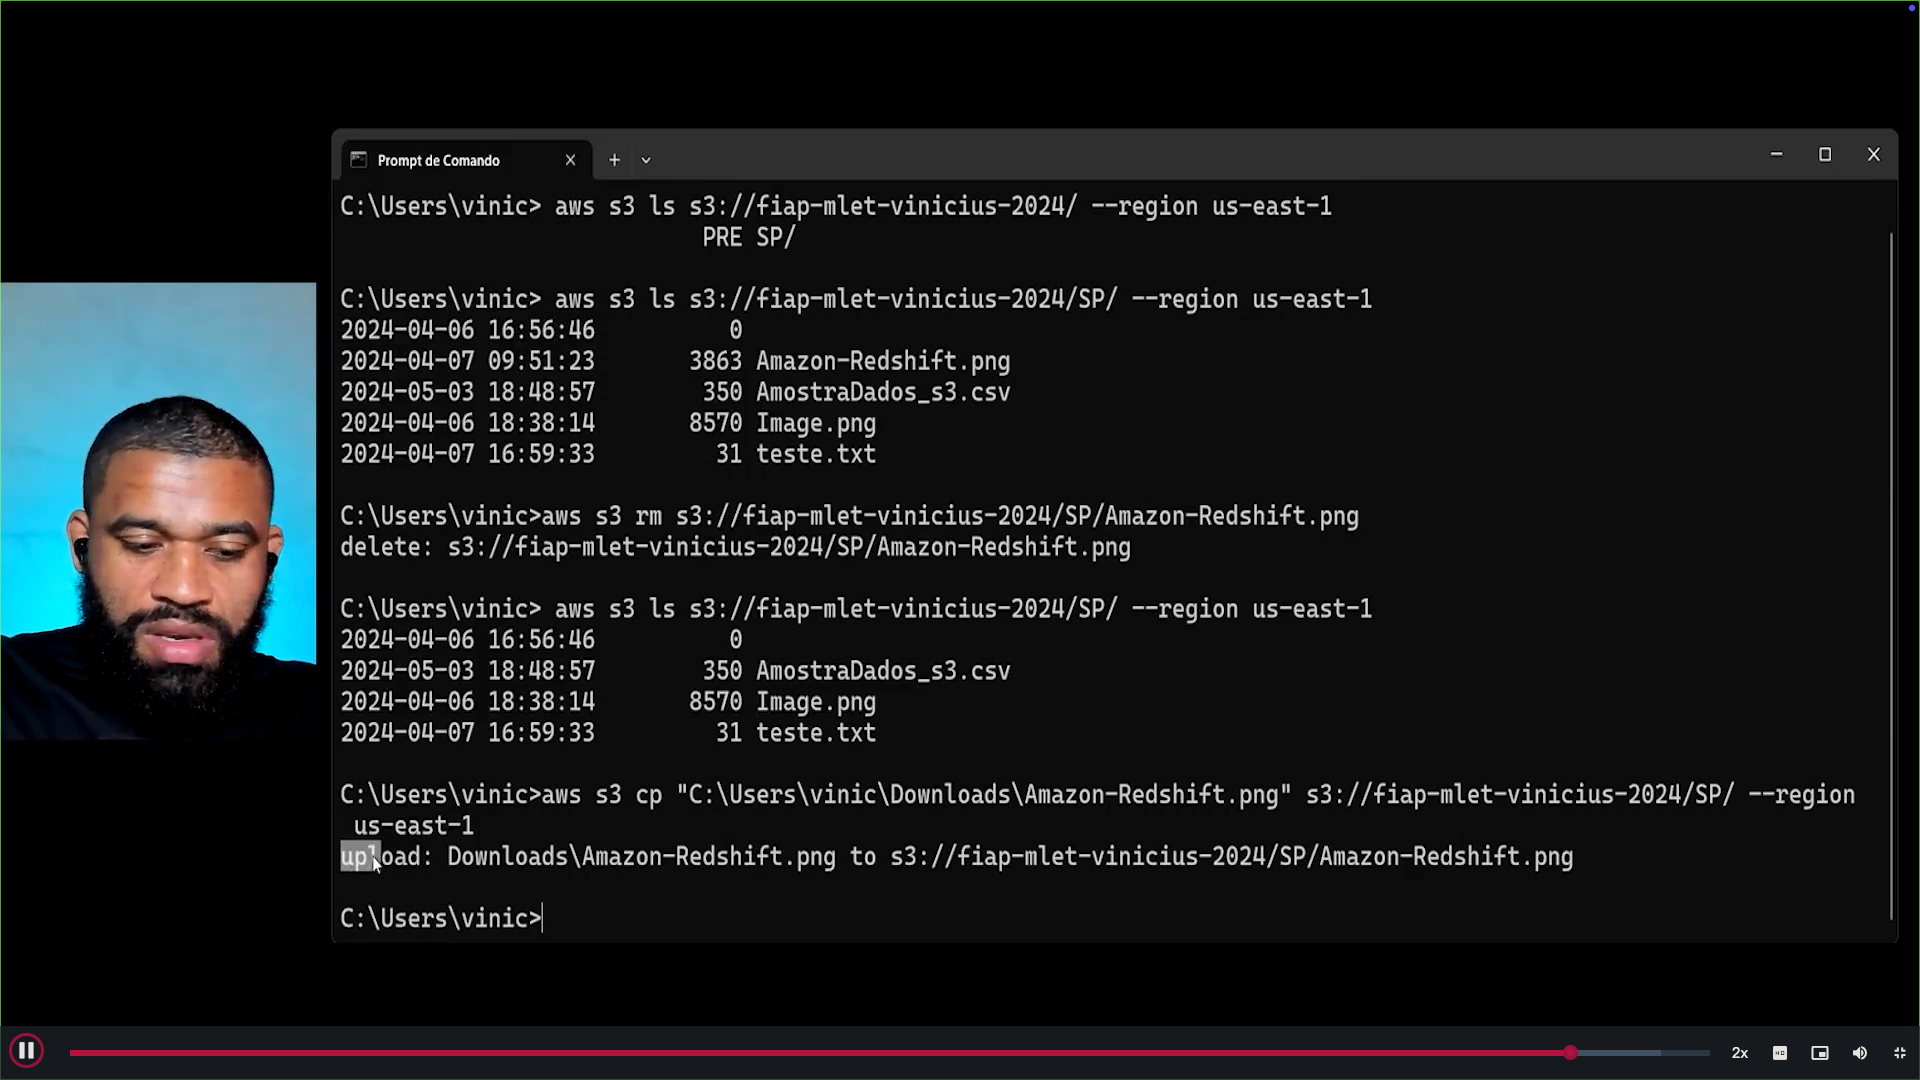 Prompt de Comando
C:\Users\vinic> aws s3 ls s3://fiap-mlet-vinicius-2024/ --region us-east-1
PRE SP/
C:\Users\vinic> aws s3 ls s3://fiap-mlet-vinicius-2024/SP/ --region us-east-1
2024-04-06 16:56:46          0
2024-04-07 09:51:23       3863 Amazon-Redshift.png
2024-05-03 18:48:57        350 AmostraDados_s3.csv
2024-04-06 18:38:14       8570 Image.png
2024-04-07 16:59:33         31 teste.txt
C:\Users\vinic>aws s3 rm s3://fiap-mlet-vinicius-2024/SP/Amazon-Redshift.png
delete: s3://fiap-mlet-vinicius-2024/SP/Amazon-Redshift.png
C:\Users\vinic> aws s3 ls s3://fiap-mlet-vinicius-2024/SP/ --region us-east-1
2024-04-06 16:56:46          0
2024-05-03 18:48:57        350 AmostraDados_s3.csv
2024-04-06 18:38:14       8570 Image.png
2024-04-07 16:59:33         31 teste.txt
C:\Users\vinic>aws s3 cp "C:\Users\vinic\Downloads\Amazon-Redshift.png" s3://fiap-mlet-vinicius-2024/SP/ --region
us-east-1
upload: Downloads\Amazon-Redshift.png to s3://fiap-mlet-vinicius-2024/SP/Amazon-Redshift.png
C:\Users\vinic>
2x
HD